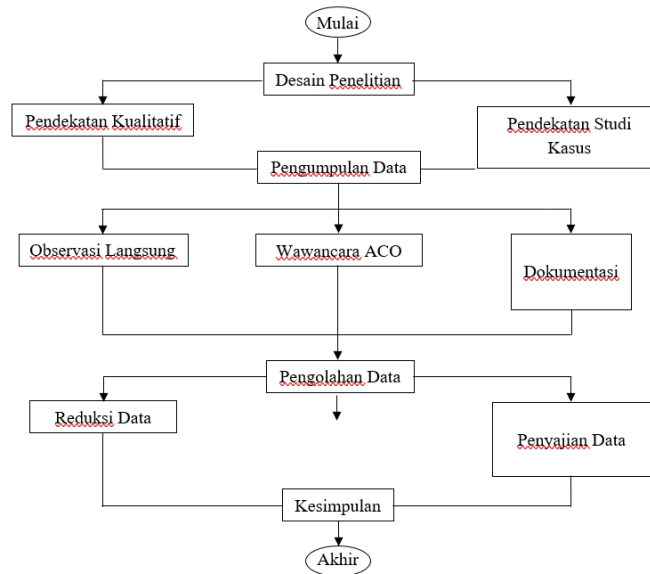 Mulai
Desain Penelitian
Pendekatan Kualitatif
Pendekatan Studi
Kasus
Pengumpulan Data
Observasi Langsung
Wawancara ACO
Dokumentasi
Pengolahan Data
Reduksi Data
Penyajian Data
Kesimpulan
Akhir